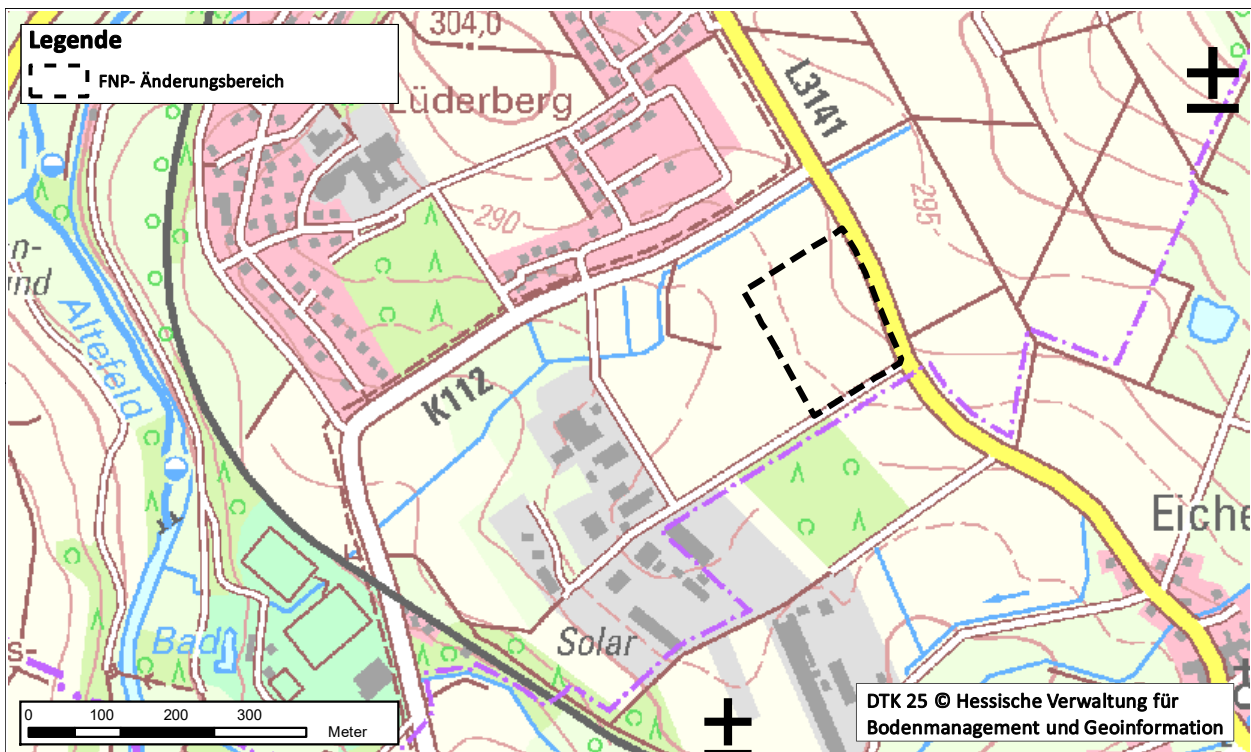 Legende
FNP- Änderungsbereich
304,0
Lüderberg
L3141
290
295
n-
und
Altefeld
K112
Eiche
Solar
Bad
s-
0 100 200 300
Meter
DTK 25 © Hessische Verwaltung für
Bodenmanagement und Geoinformation